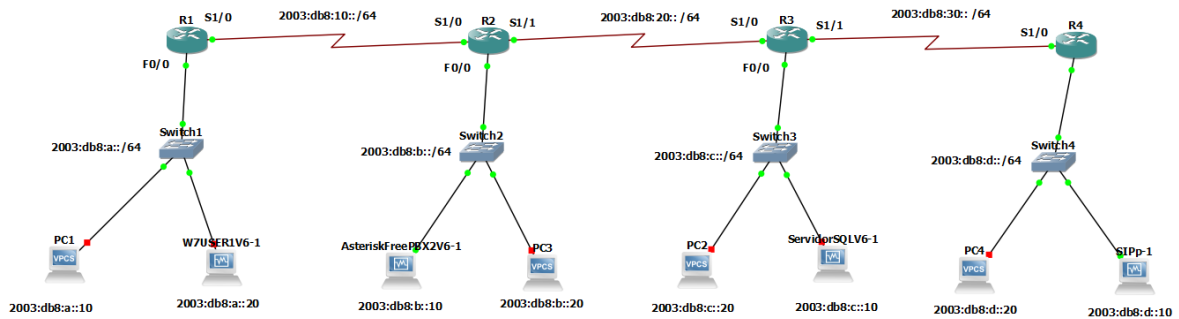 R1
S1/0
2003:db8:10::/64
R2
S1/0
S1/1
2003:db8:20::/64
R3
S1/0
S1/1
2003:db8:30:: /64
R4
S1/0
F0/0
F0/0
F0/0
Switch1
2003:db8:a::/64
Switch2
2003:db8:b::/64
Switch3
2003:db8:c::/64
Switch4
2003:db8:d::/64
PC1
VPCS
2003:db8:a::10
W7USER1V6-1
2003:db8:a::20
AsteriskFreePBX2V6-1
2003:db8:b::10
PC3
VPCS
2003:db8:b::20
PC2
VPCS
2003:db8:c::20
ServidorSQLV6-1
2003:db8:c::10
PC4
VPCS
2003:db8:d::20
SIPp-1
2003:db8:d::10